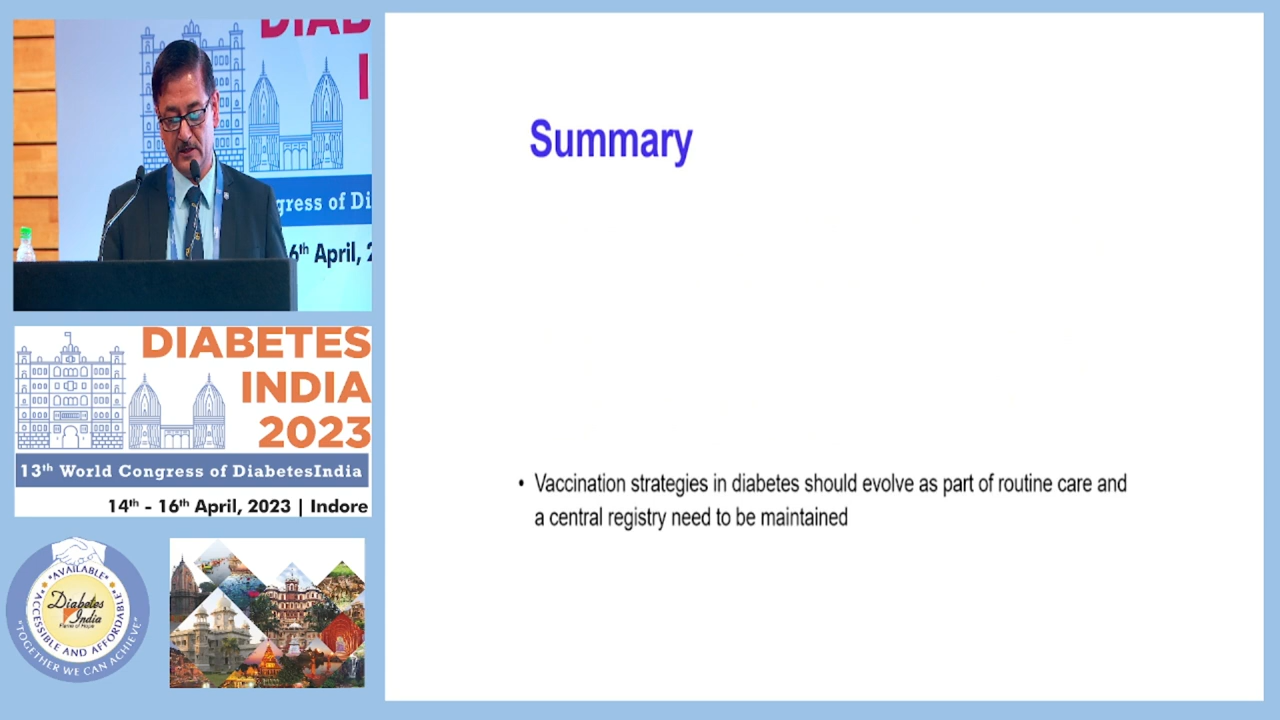 DIAB
I
gress of Di
6th April, 2
DIABETES
INDIA
2023
13th World Congress of DiabetesIndia
14th - 16th April, 2023 | Indore
*AVAILABLE*
*ACCESSIBLE AND AFFORDABLE*
Diabetes
India
"TOGETHER WE CAN ACHIEVE"
Summary
• Vaccination strategies in diabetes should evolve as part of routine care and
a central registry need to be maintained